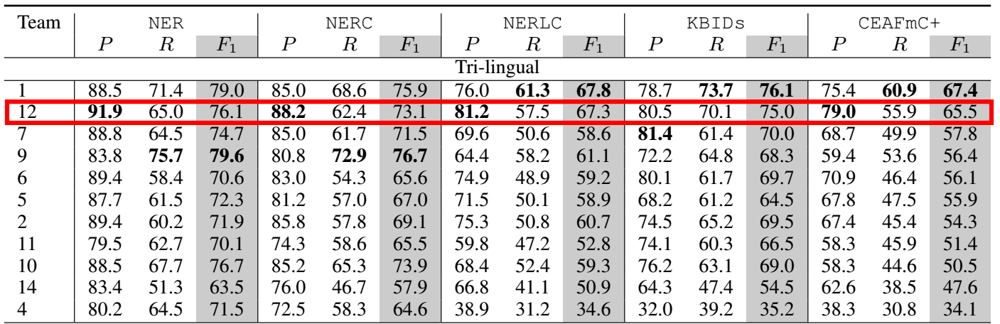 Team NER NERC NERLC KBIDs CEAFmC+
P R F1 P R F1 P R F1 P R F1 P R F1
Tri-lingual
1 88.5 71.4 79.0 85.0 68.6 75.9 76.0 61.3 67.8 78.7 73.7 76.1 75.4 60.9 67.4
12 91.9 65.0 76.1 88.2 62.4 73.1 81.2 57.5 67.3 80.5 70.1 75.0 79.0 55.9 65.5
7 88.8 64.5 74.7 85.0 61.7 71.5 69.6 50.6 58.6 81.4 61.4 70.0 68.7 49.9 57.8
9 83.8 75.7 79.6 80.8 72.9 76.7 64.4 58.2 61.1 72.2 64.8 68.3 59.4 53.6 56.4
6 89.4 58.4 70.6 83.0 54.3 65.6 74.9 48.9 59.2 80.1 61.7 69.7 70.9 46.4 56.1
5 87.7 61.5 72.3 81.2 57.0 67.0 71.5 50.1 58.9 68.2 61.2 64.5 67.8 47.5 55.9
2 89.4 60.2 71.9 85.8 57.8 69.1 75.3 50.8 60.7 74.5 65.2 69.5 67.4 45.4 54.3
11 79.5 62.7 70.1 74.3 58.6 65.5 59.8 47.2 52.8 74.1 60.3 66.5 58.3 45.9 51.4
10 88.5 67.7 76.7 85.2 65.3 73.9 68.4 52.4 59.3 76.2 63.1 69.0 58.3 44.6 50.5
14 83.4 51.3 63.5 76.0 46.7 57.9 66.8 41.1 50.9 64.3 47.4 54.5 62.6 38.5 47.6
4 80.2 64.5 71.5 72.5 58.3 64.6 38.9 31.2 34.6 32.0 39.2 35.2 38.3 30.8 34.1